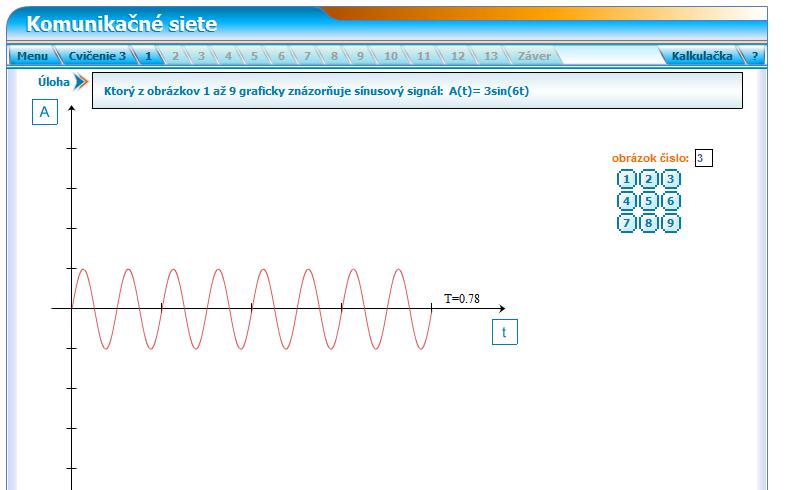 Komunikačné siete
Menu Cvičenie 3 1 2 3 4 5 6 7 8 9 10 11 12 13 Záver Kalkulačka ?
Úloha
Ktorý z obrázkov 1 až 9 graficky znázorňuje sínusový signál: A(t)= 3sin(6t)
A
obrázok číslo: 3
1 2 3
4 5 6
7 8 9
T=0.78
t